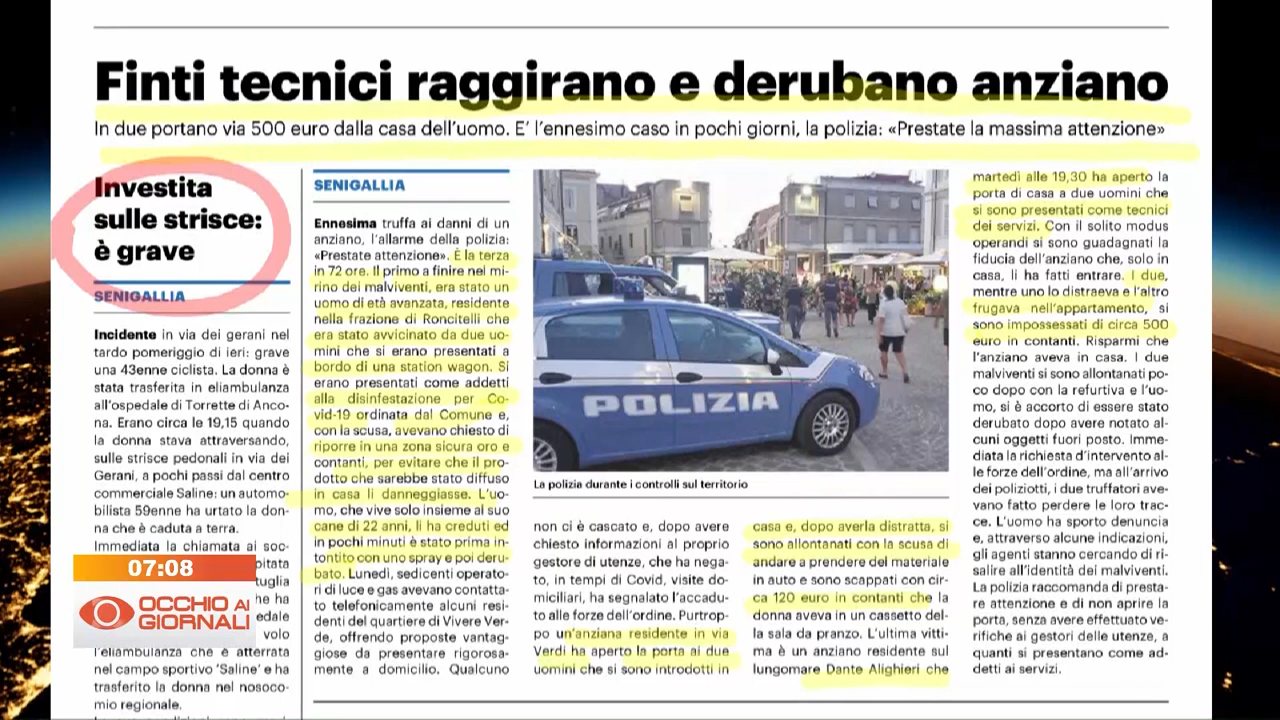 Finti tecnici raggirano e derubano anziano
In due portano via 500 euro dalla casa dell'uomo. E' l'ennesimo caso in pochi giorni, la polizia: «Prestate la massima attenzione»
Investita
sulle strisce:
è grave
SENIGALLIA
Incidente in via dei gerani nel
tardo pomeriggio di ieri: grave
una 43enne ciclista. La donna è
stata trasferita in eliambulanza
all'ospedale di Torrette di Anco-
na. Erano circa le 19,15 quando
la donna stava attraversando,
sulle strisce pedonali in via dei
Gerani, a pochi passi dal centro
commerciale Saline: un automo-
bilista 59enne ha urtato la don-
na che è caduta a terra.
Immediata la chiamata ai soc-
pitata
tuglia
he ha
edale
volo
l'eliambulanza che è atterrata
nel campo sportivo 'Saline' e ha
trasferito la donna nel nosoco-
mio regionale.
07:08
OCCHIO AI
GIORNALI
SENIGALLIA
Ennesima truffa ai danni di un
anziano, l'allarme della polizia:
«Prestate attenzione». È la terza
in 72 ore. Il primo a finire nel mi-
rino dei malviventi, era stato un
uomo di età avanzata, residente
nella frazione di Roncitelli che
era stato avvicinato da due uo-
mini che si erano presentati a
bordo di una station wagon. Si
erano presentati come addetti
alla disinfestazione per Co-
vid-19 ordinata dal Comune e,
con la scusa, avevano chiesto di
riporre in una zona sicura oro e
contanti, per evitare che il pro-
dotto che sarebbe stato diffuso
in casa li danneggiasse. L'uo-
mo, che vive solo insieme al suo
cane di 22 anni, li ha creduti ed
in pochi minuti è stato prima in-
tontito con uno spray e poi deru-
bato. Lunedì, sedicenti operato-
ri di luce e gas avevano contatta-
to telefonicamente alcuni resi-
denti del quartiere di Vivere Ver-
de, offrendo proposte vantag-
giose da presentare rigorosa-
mente a domicilio. Qualcuno
POLIZIA
La polizia durante i controlli sul territorio
non ci è cascato e, dopo avere
chiesto informazioni al proprio
gestore di utenze, che ha nega-
to, in tempi di Covid, visite do-
miciliari, ha segnalato l'accadu-
to alle forze dell'ordine. Purtrop-
po un'anziana residente in via
Verdi ha aperto la porta ai due
uomini che si sono introdotti in
casa e, dopo averla distratta, si
sono allontanati con la scusa di
andare a prendere del materiale
in auto e sono scappati con cir-
ca 120 euro in contanti che la
donna aveva in un cassetto del-
la sala da pranzo. L'ultima vitti-
ma è un anziano residente sul
lungomare Dante Alighieri che
martedì alle 19,30 ha aperto la
porta di casa a due uomini che
si sono presentati come tecnici
dei servizi. Con il solito modus
operandi si sono guadagnati la
fiducia dell'anziano che, solo in
casa, li ha fatti entrare. I due,
mentre uno lo distraeva e l'altro
frugava nell'appartamento, si
sono impossessati di circa 500
euro in contanti. Risparmi che
l'anziano aveva in casa. I due
malviventi si sono allontanati po-
co dopo con la refurtiva e l'uo-
mo, si è accorto di essere stato
derubato dopo avere notato al-
cuni oggetti fuori posto. Imme-
diata la richiesta d'intervento al-
le forze dell'ordine, ma all'arrivo
dei poliziotti, i due truffatori ave-
vano fatto perdere le loro trac-
ce. L'uomo ha sporto denuncia
e, attraverso alcune indicazioni,
gli agenti stanno cercando di ri-
salire all'identità dei malviventi.
La polizia raccomanda di presta-
re attenzione e di non aprire la
porta, senza avere effettuato ve-
rifiche ai gestori delle utenze, a
quanti si presentano come ad-
detti ai servizi.